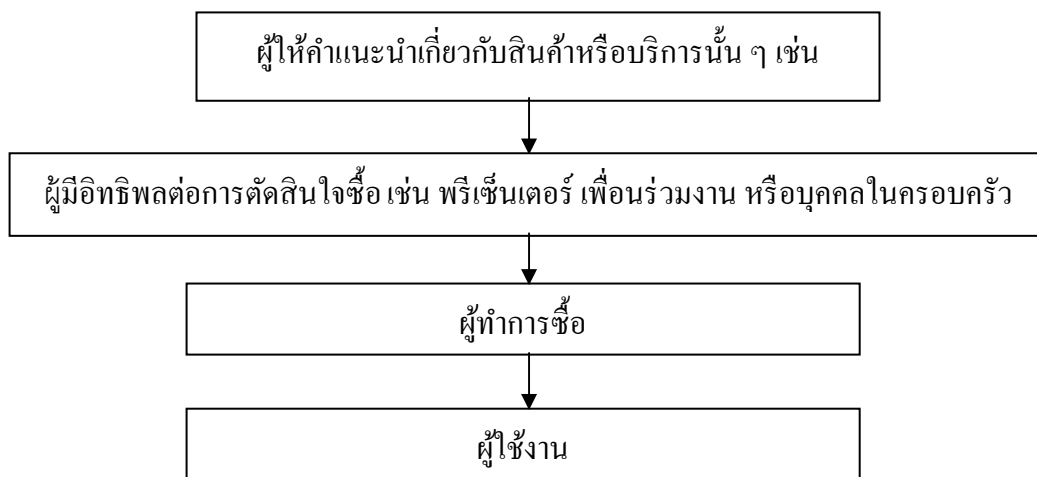 ผู้ให้คำแนะนำเกี่ยวกับสินค้าหรือบริการนั้น ๆ เช่น
ผู้มีอิทธิพลต่อการตัดสินใจซื้อ เช่น พรีเซ็นเตอร์ เพื่อนร่วมงาน หรือบุคคลในครอบครัว
ผู้ทำการซื้อ
ผู้ใช้งาน